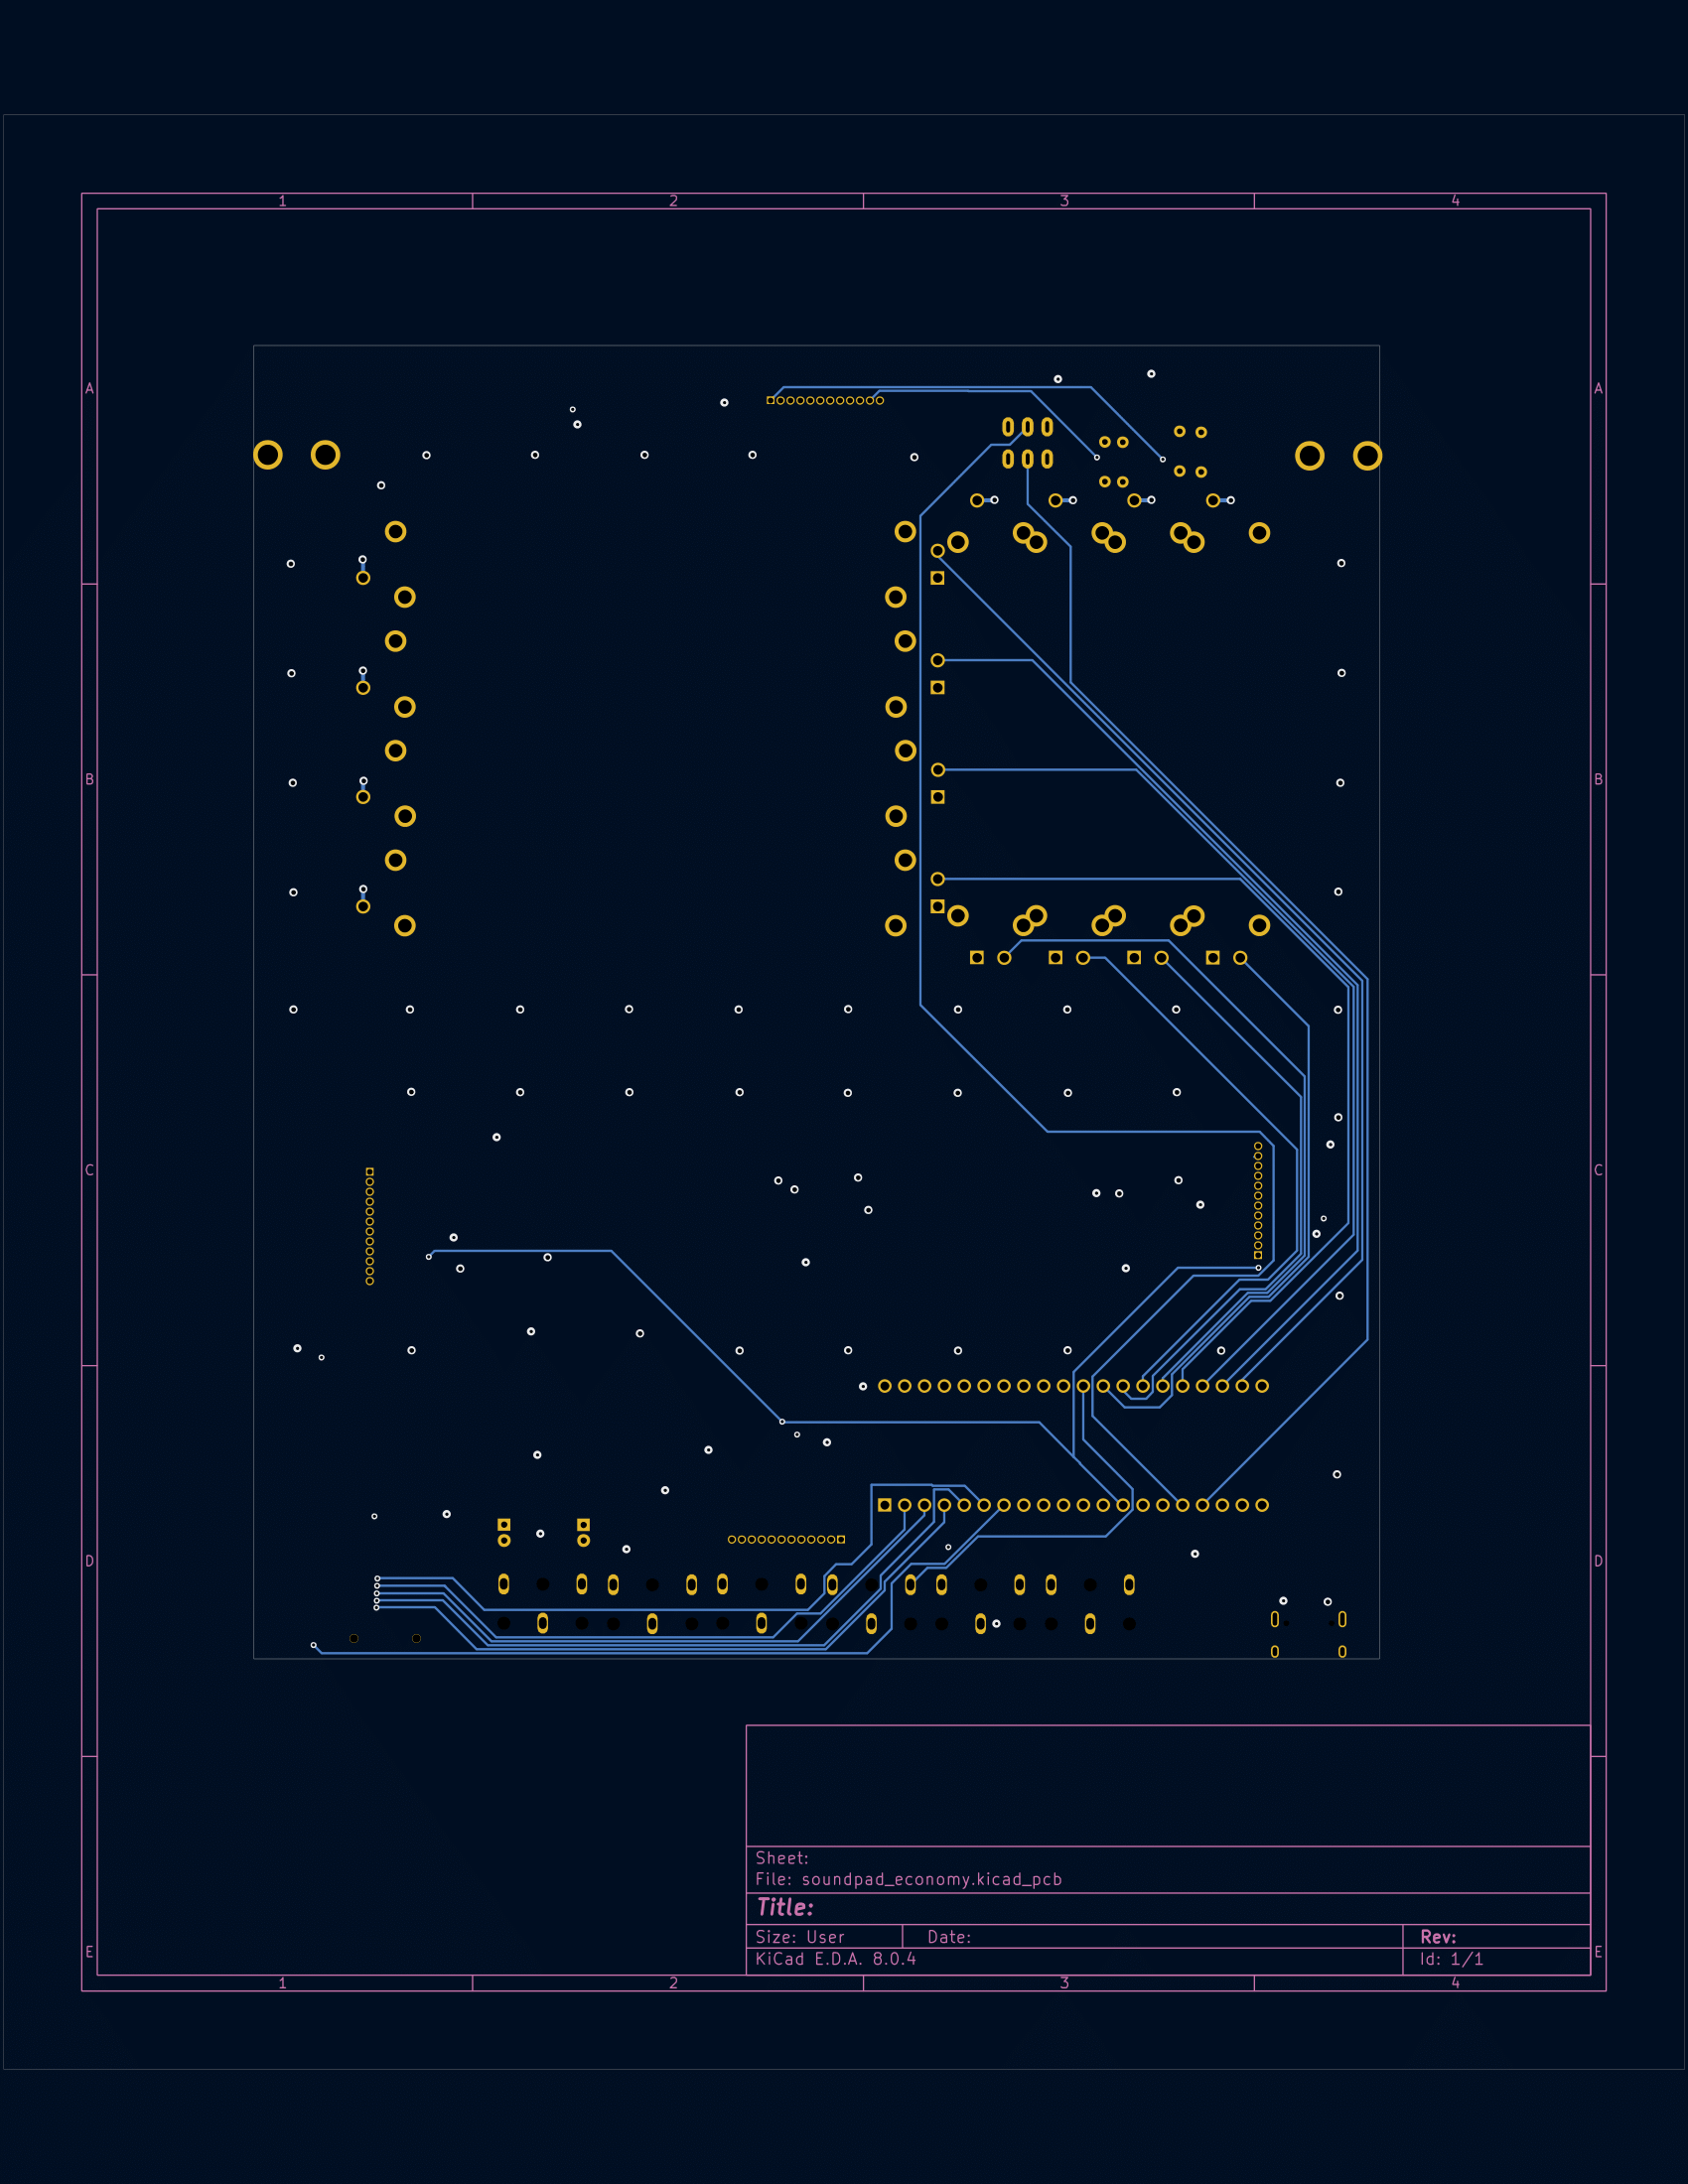 1 2 3 4
A A
B B
C C
D D
Sheet:
File: soundpad_economy.kicad_pcb
Title:
Size: User Date: Rev:
KiCad E.D.A. 8.0.4 Id: 1/1
E E
1 2 3 4